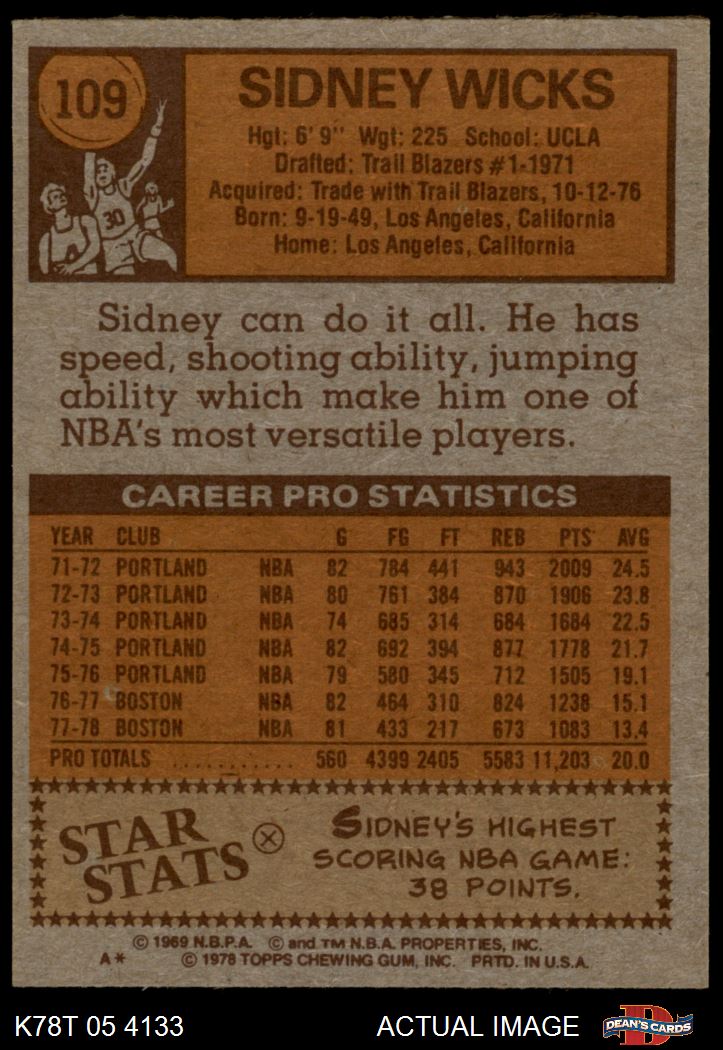 109
30
SIDNEY WICKS
Hgt: 6' 9" Wgt: 225 School: UCLA
Drafted: Trail Blazers #1-1971
Acquired: Trade with Trail Blazers, 10-12-76
Born: 9-19-49, Los Angeles, California
Home: Los Angeles, California
Sidney can do it all. He has
speed, shooting ability, jumping
ability which make him one of
NBA's most versatile players.
CAREER PRO STATISTICS
YEAR CLUB G FG FT REB PTS AVG
71-72 PORTLAND NBA 82 784 441 943 2009 24.5
72-73 PORTLAND NBA 80 761 384 870 1906 23.8
73-74 PORTLAND NBA 74 685 314 684 1684 22.5
74-75 PORTLAND NBA 82 692 394 877 1778 21.7
75-76 PORTLAND NBA 79 580 345 712 1505 19.1
76-77 BOSTON NBA 82 464 310 824 1238 15.1
77-78 BOSTON NBA 81 433 217 673 1083 13.4
PRO TOTALS ........... 560 4399 2405 5583 11,203 20.0
STAR
STATS
SIDNEY'S HIGHEST
SCORING NBA GAME:
38 POINTS.
© 1969 N.B.P.A. © and TM N.B.A. PROPERTIES, INC.
A* © 1978 TOPPS CHEWING GUM, INC. PRTD. IN U.S.A.
K78T 05 4133 ACTUAL IMAGE D DEAN'S CARDS